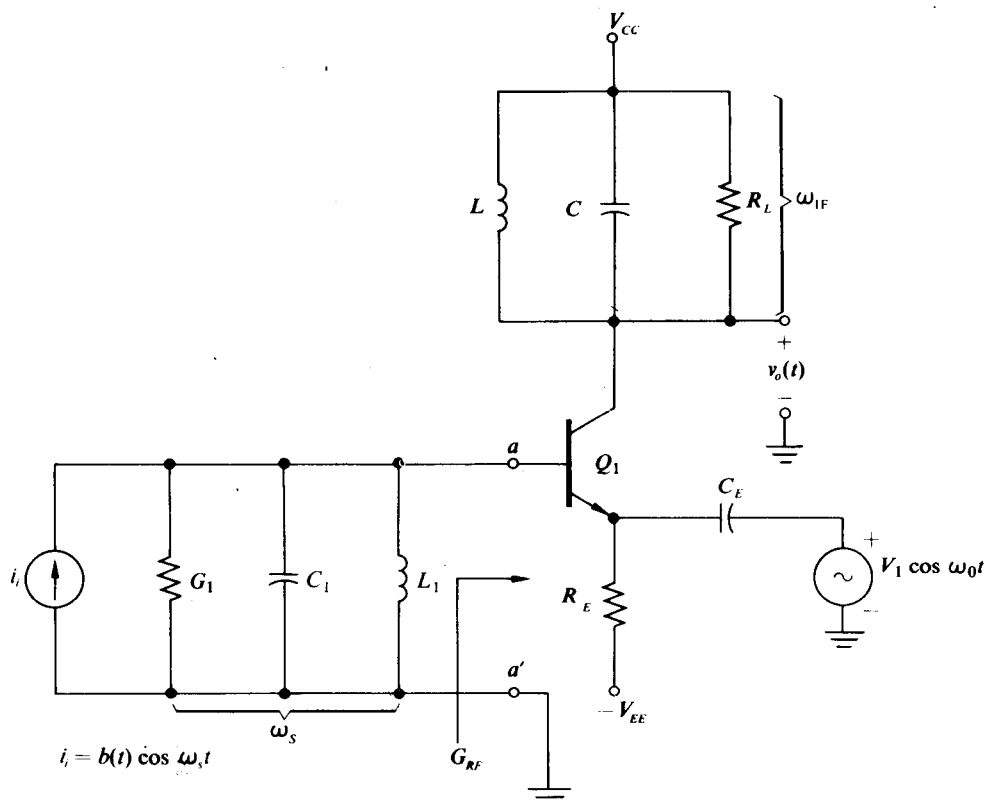 V_CC
L
C
R_L
ω_IF
+
v_o(t)
−
a
Q_1
C_E
i_i
G_1
C_1
L_1
R_E
+
V_1 cos ω_0t
∼
−
a′
−V_EE
ω_s
i_i = b(t) cos ω_s t
G_RF